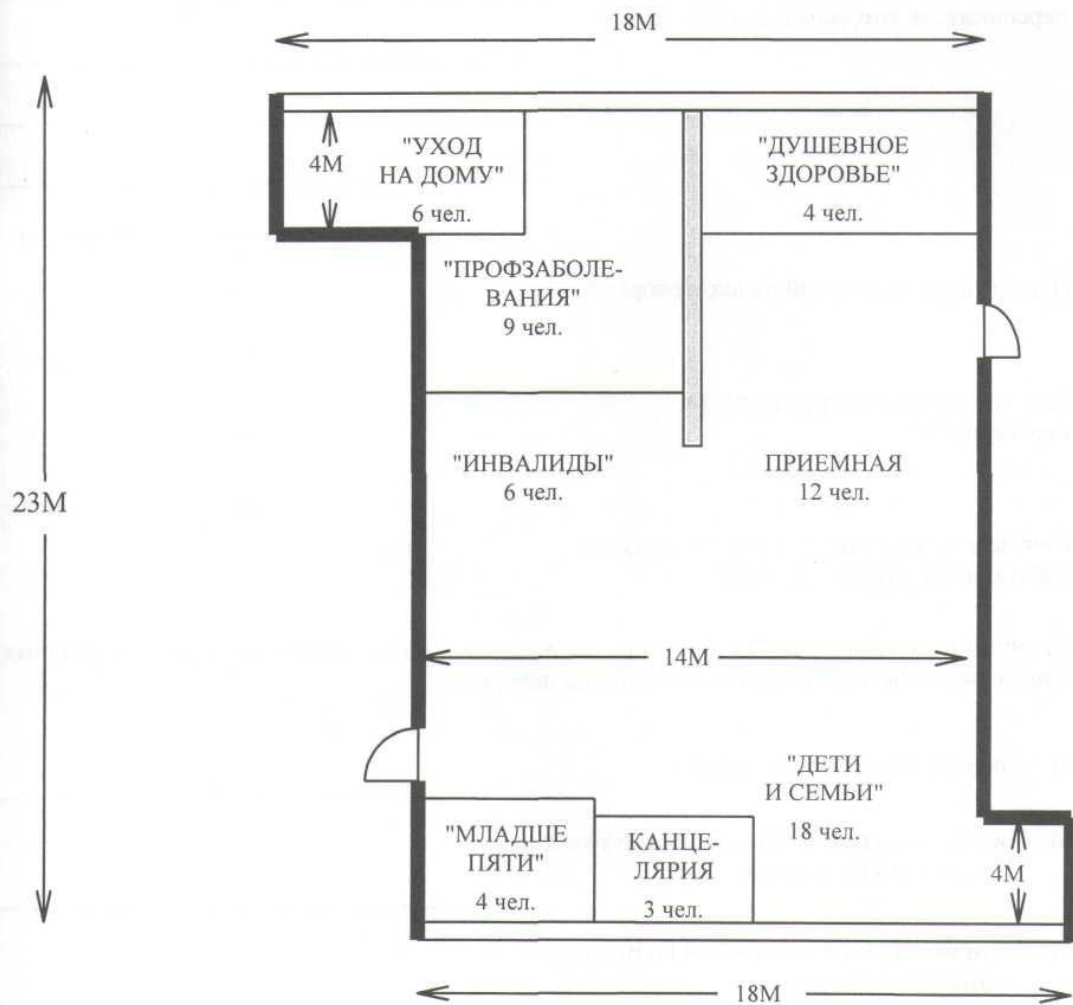 18М
"УХОД
НА ДОМУ"
6 чел.
4М
"ДУШЕВНОЕ
ЗДОРОВЬЕ"
4 чел.
"ПРОФЗАБОЛЕ-
ВАНИЯ"
9 чел.
"ИНВАЛИДЫ"
6 чел.
ПРИЕМНАЯ
12 чел.
23М
14М
"ДЕТИ
И СЕМЬИ"
18 чел.
"МЛАДШЕ
ПЯТИ"
4 чел.
КАНЦЕ-
ЛЯРИЯ
3 чел.
4М
18М